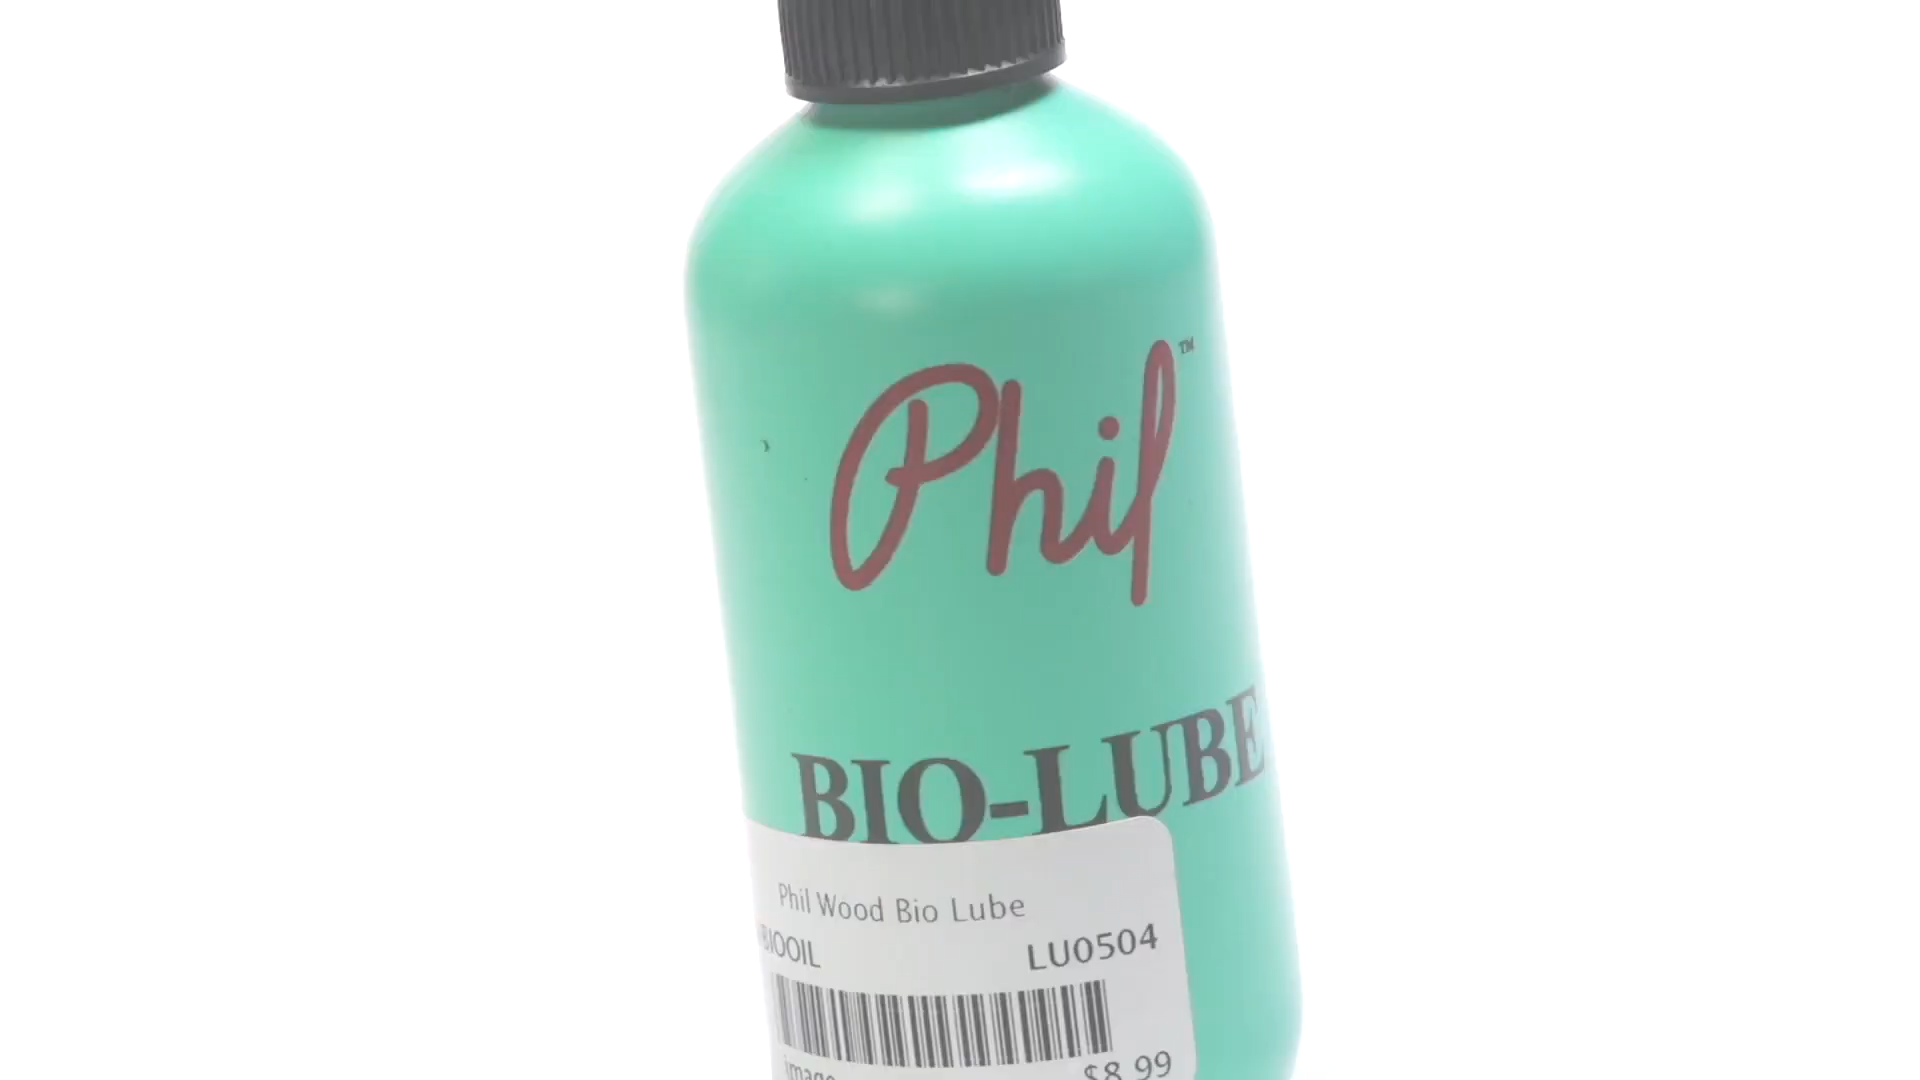 Phil™
BIO-LUBE
Phil Wood Bio Lube
BIOOIL LU0504
$8.99